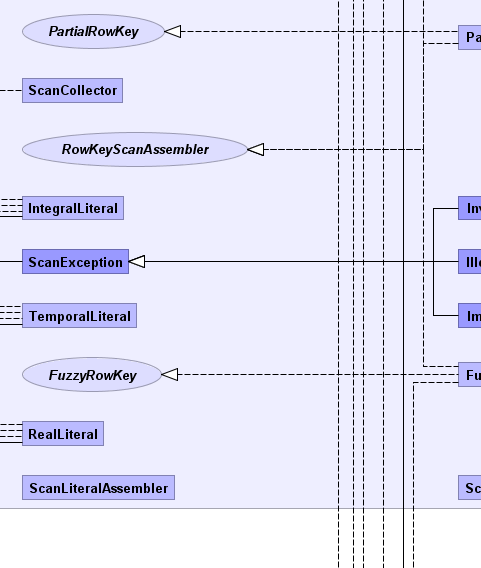 PartialRowKey
Pa
ScanCollector
RowKeyScanAssembler
IntegralLiteral
Inv
ScanException
Ille
TemporalLiteral
Im
FuzzyRowKey
Fu
RealLiteral
ScanLiteralAssembler
Sc